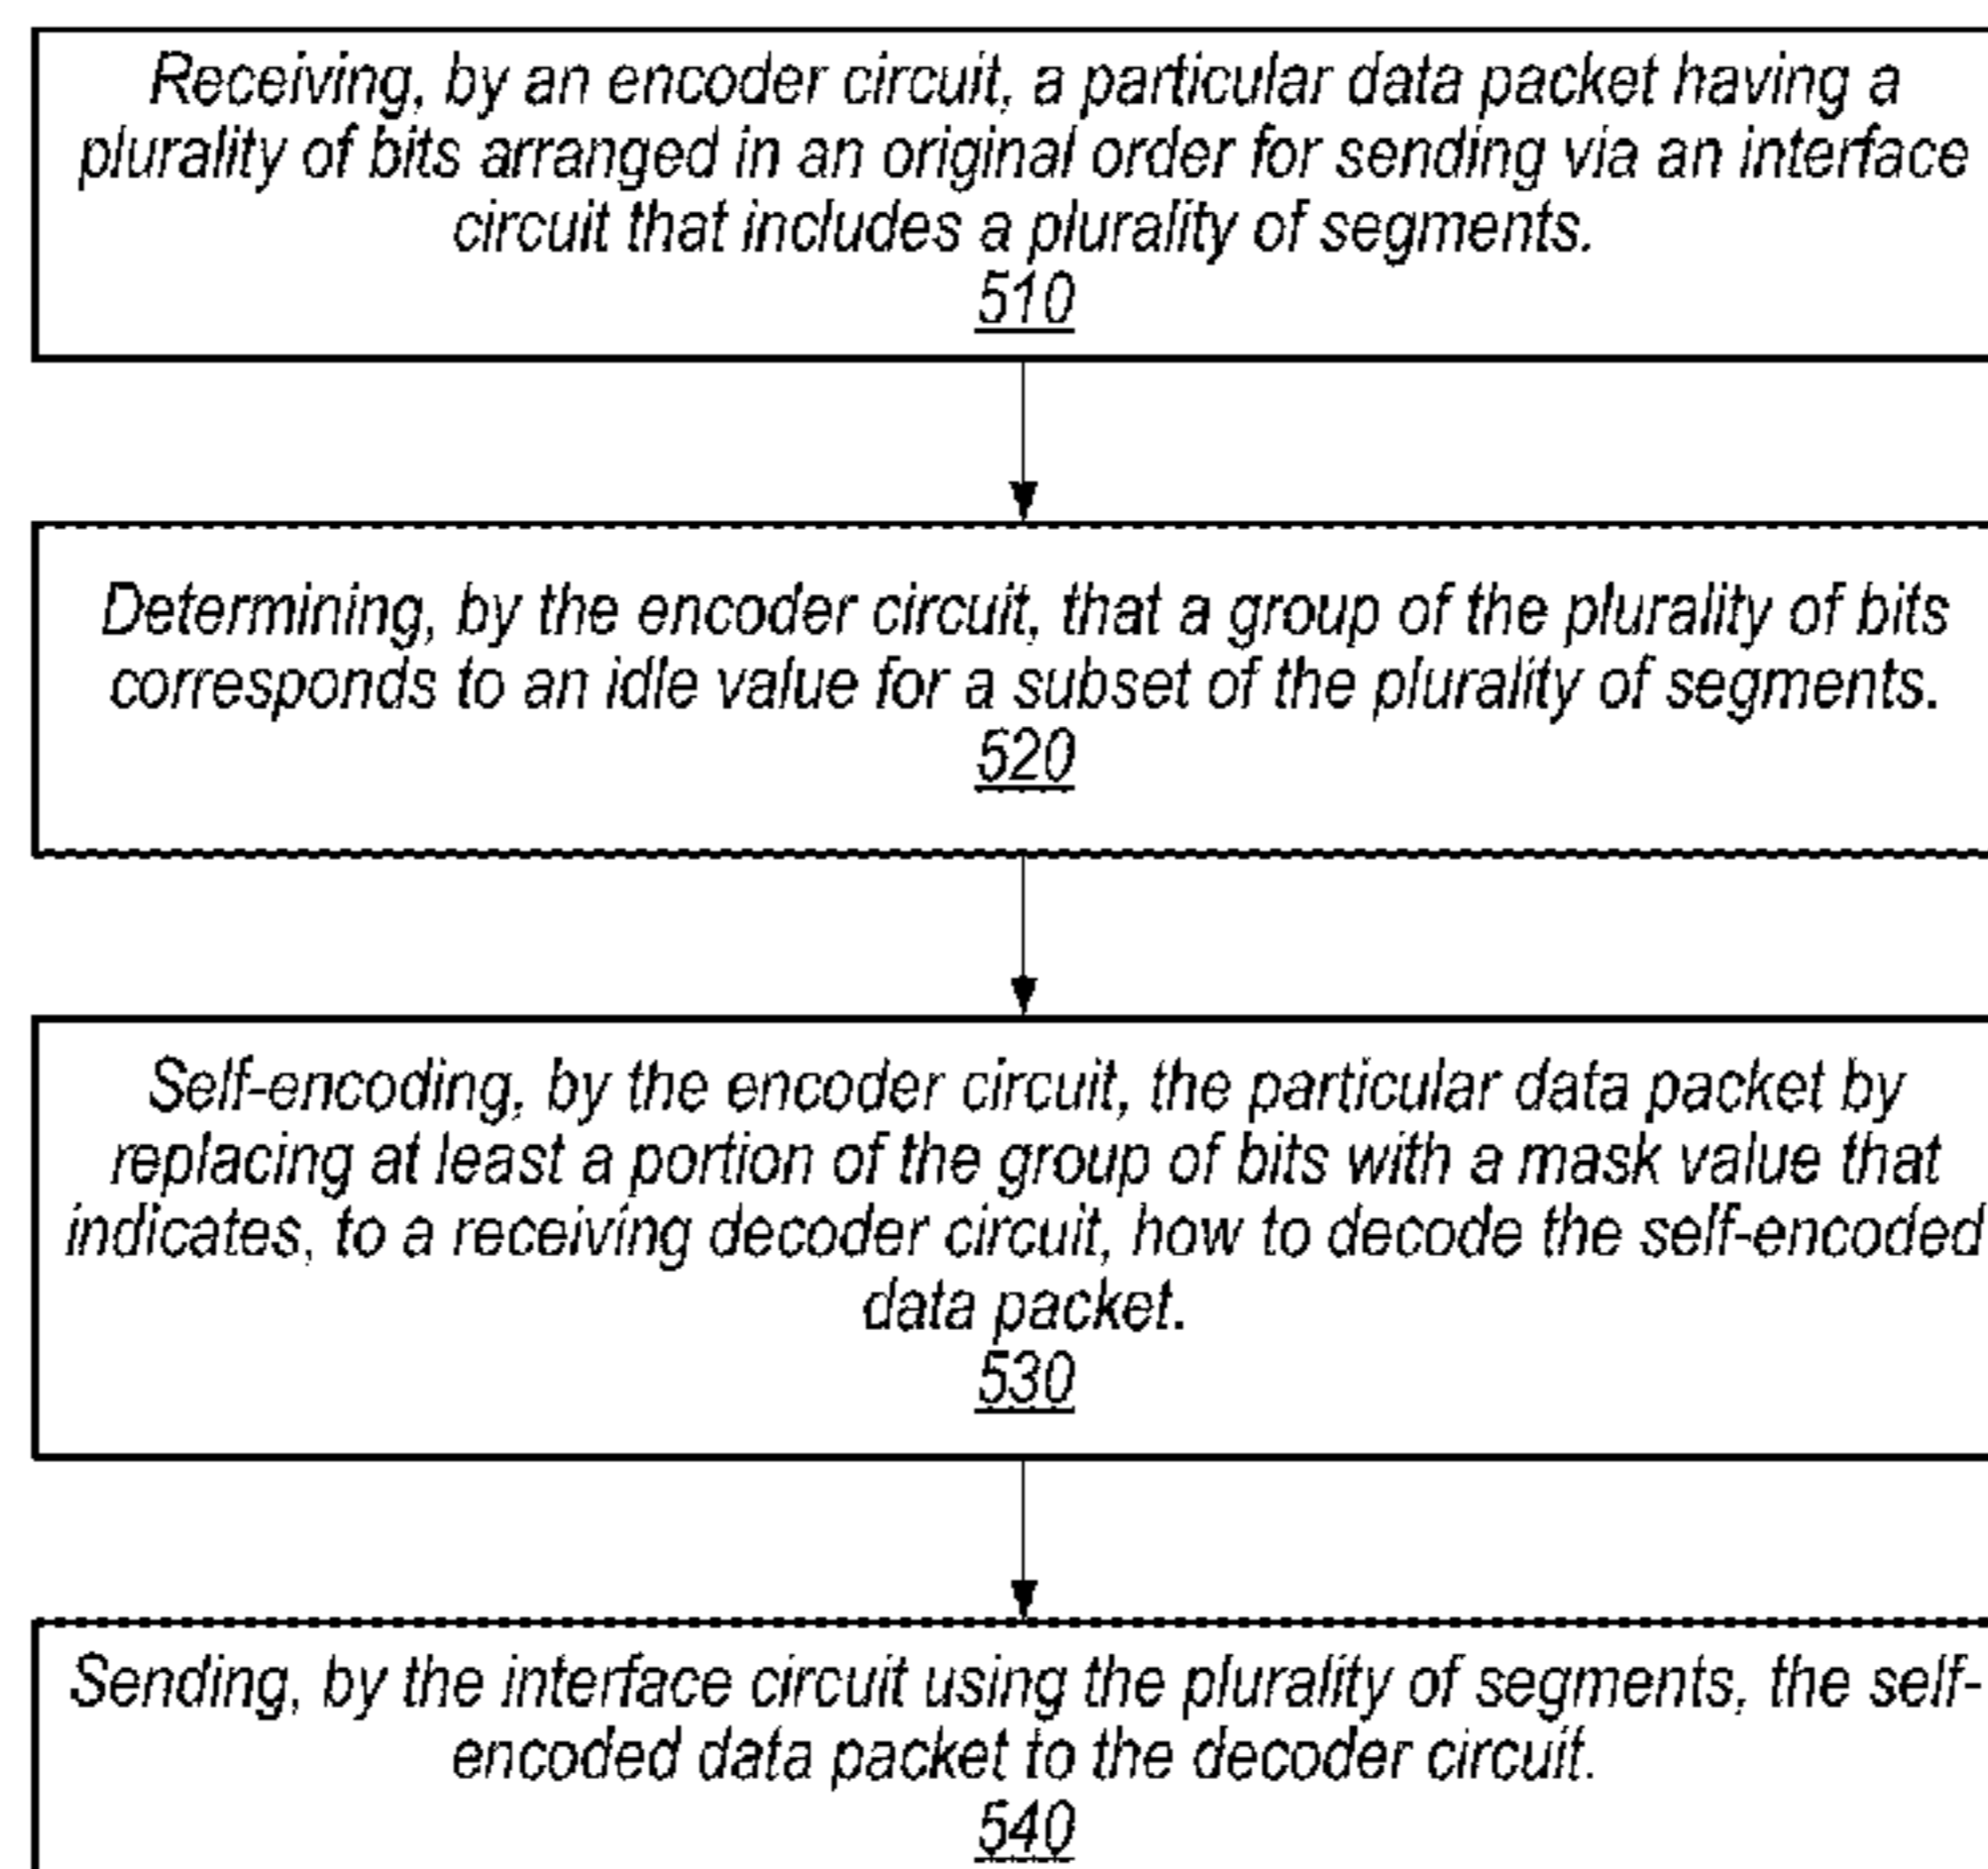 Receiving, by an encoder circuit, a particular data packet having a
plurality of bits arranged in an original order for sending via an interface
circuit that includes a plurality of segments.
510
Determining, by the encoder circuit, that a group of the plurality of bits
corresponds to an idle value for a subset of the plurality of segments.
520
Self-encoding, by the encoder circuit, the particular data packet by
replacing at least a portion of the group of bits with a mask value that
indicates, to a receiving decoder circuit, how to decode the self-encoded
data packet.
530
Sending, by the interface circuit using the plurality of segments, the self-
encoded data packet to the decoder circuit.
540